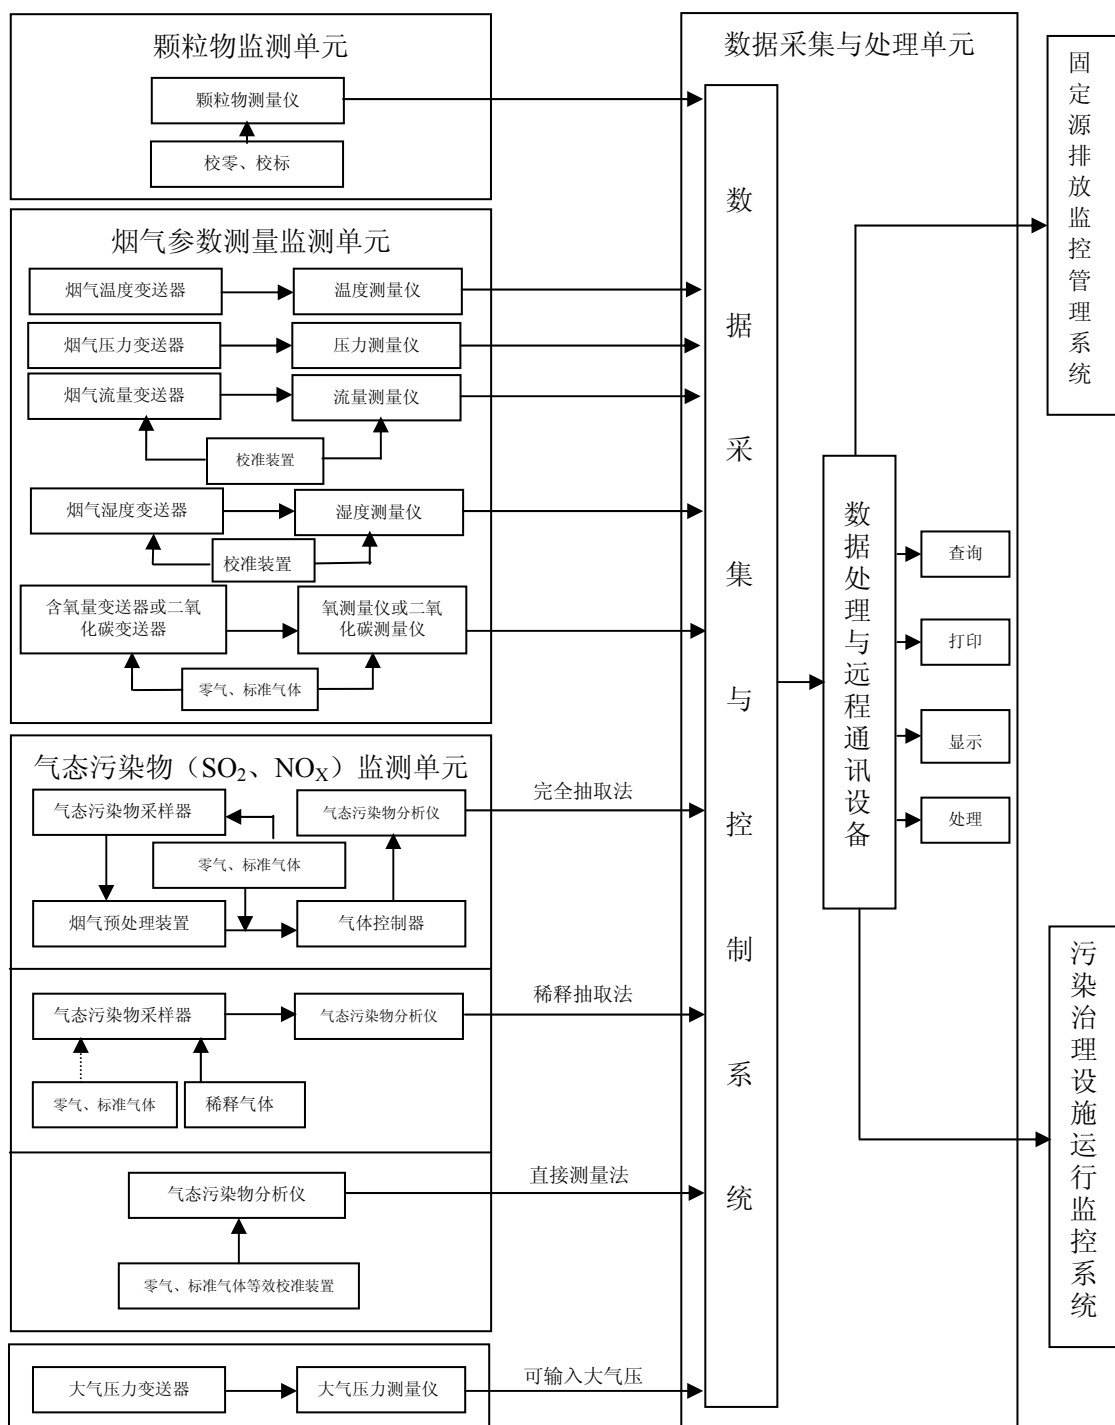 颗粒物监测单元
颗粒物测量仪
校零、校标
烟气参数测量监测单元
烟气温度变送器
温度测量仪
烟气压力变送器
压力测量仪
烟气流量变送器
流量测量仪
校准装置
烟气湿度变送器
湿度测量仪
校准装置
含氧量变送器或二氧
化碳变送器
氧测量仪或二氧
化碳测量仪
零气、标准气体
气态污染物（SO₂、NOX）监测单元
气态污染物采样器
气态污染物分析仪
零气、标准气体
烟气预处理装置
气体控制器
完全抽取法
气态污染物采样器
气态污染物分析仪
零气、标准气体
稀释气体
稀释抽取法
气态污染物分析仪
零气、标准气体等效校准装置
直接测量法
大气压力变送器
大气压力测量仪
可输入大气压
数据采集与处理单元
数据采集与控制系统
数据处理与远程通讯设备
查询
打印
显示
处理
固定源排放监控管理系统
污染治理设施运行监控系统